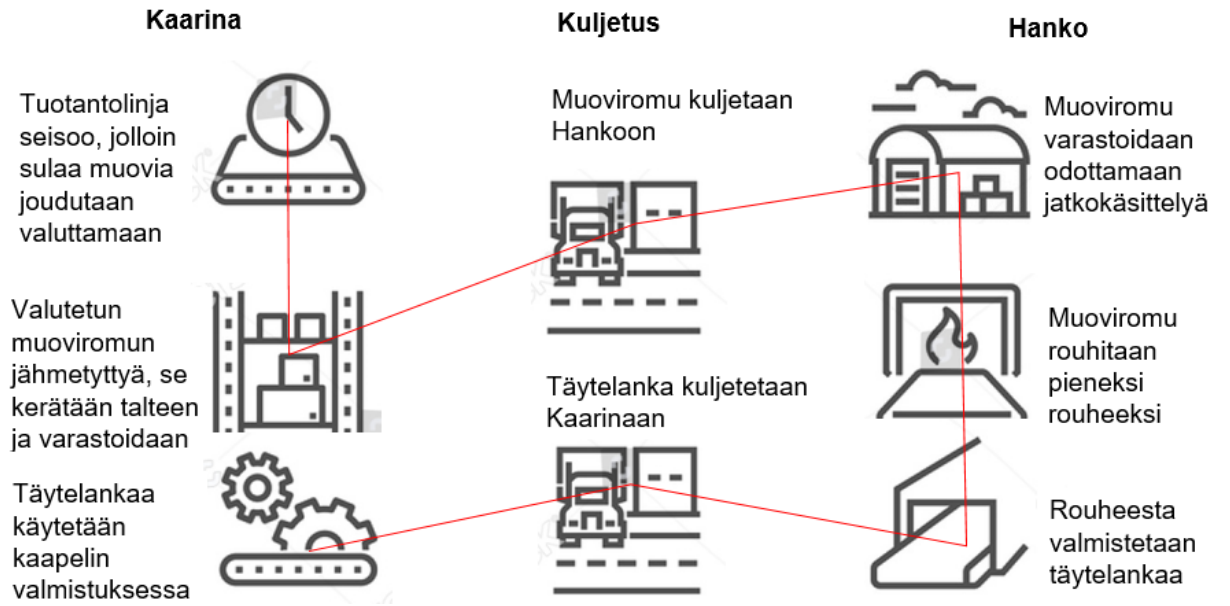 Kaarina
Kuljetus
Hanko
Tuotantolinja
seisoo, jolloin
sulaa muovia
joudutaan
valuttamaan
Muoviromu kuljetaan
Hankoon
Muoviromu
varastoidaan
odottamaan
jatkokäsittelyä
Valutetun
muoviromun
jähmetyttyä, se
kerätään talteen
ja varastoidaan
Täytelanka kuljetetaan
Kaarinaan
Muoviromu
rouhitaan
pieneksi
rouheeksi
Täytelankaa
käytetään
kaapelin
valmistuksessa
Rouheesta
valmistetaan
täytelankaa